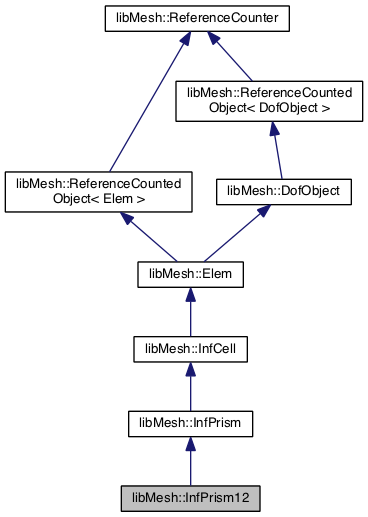 libMesh::ReferenceCounter
libMesh::ReferenceCounted
Object< DofObject >
libMesh::ReferenceCounted
Object< Elem >
libMesh::DofObject
libMesh::Elem
libMesh::InfCell
libMesh::InfPrism
libMesh::InfPrism12